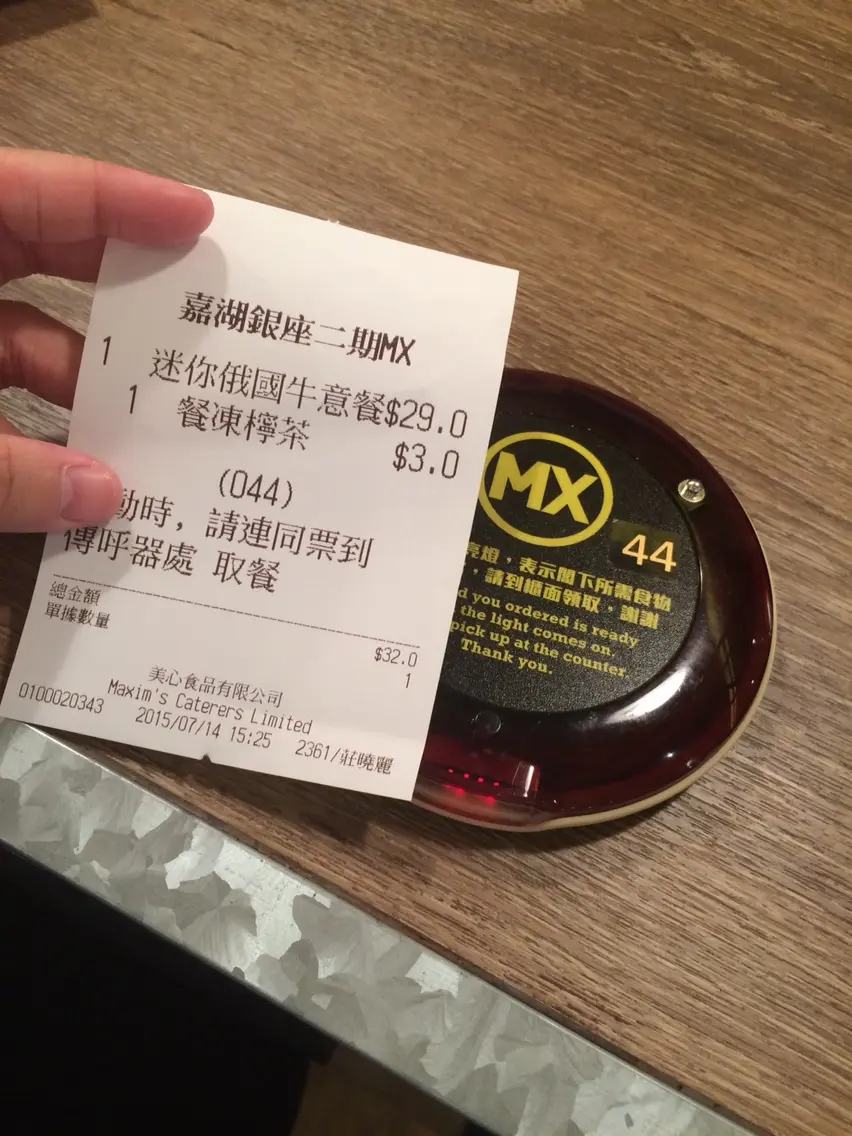 嘉湖銀座二期MX
1 迷你俄國牛意餐$29.0
1 餐凍檸茶 $3.0
(044)
動時, 請連同票到
傳呼器處 取餐
總金額 $32.0
單據數量 1
美心食品有限公司
Maxim's Caterers Limited
0100020343 2015/07/14 15:25 2361/莊曉麗
MX
44
亮燈，表示閣下所需食物
，請到櫃面領取，謝謝
you ordered is ready
the light comes on.
pick up at the counter.
Thank you.